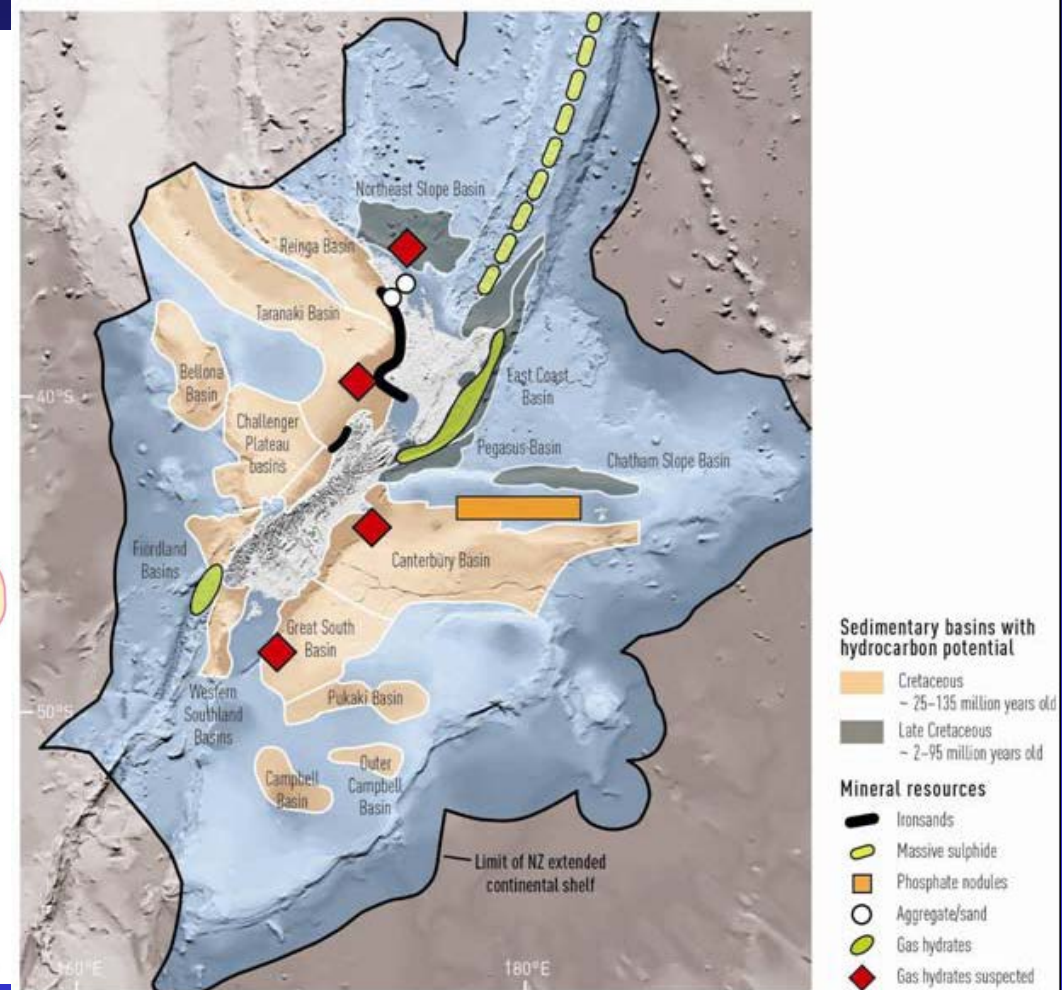 Northeast Slope Basin
Reinga Basin
Taranaki Basin
Bellona
Basin
40°S
East Coast
Basin
Challenger
Plateau
basins
Pegasus Basin
Chatham Slope Basin
Fiordland
Basins
Canterbury Basin
Great South
Basin
Western
Southland
Basins
Pukaki Basin
50°S
Campbell
Basin
Outer
Campbell
Basin
Limit of NZ extended
continental shelf
160°E
180°E
Sedimentary basins with
hydrocarbon potential
Cretaceous
~ 25–135 million years old
Late Cretaceous
~ 2–95 million years old
Mineral resources
Ironsands
Massive sulphide
Phosphate nodules
Aggregate/sand
Gas hydrates
Gas hydrates suspected